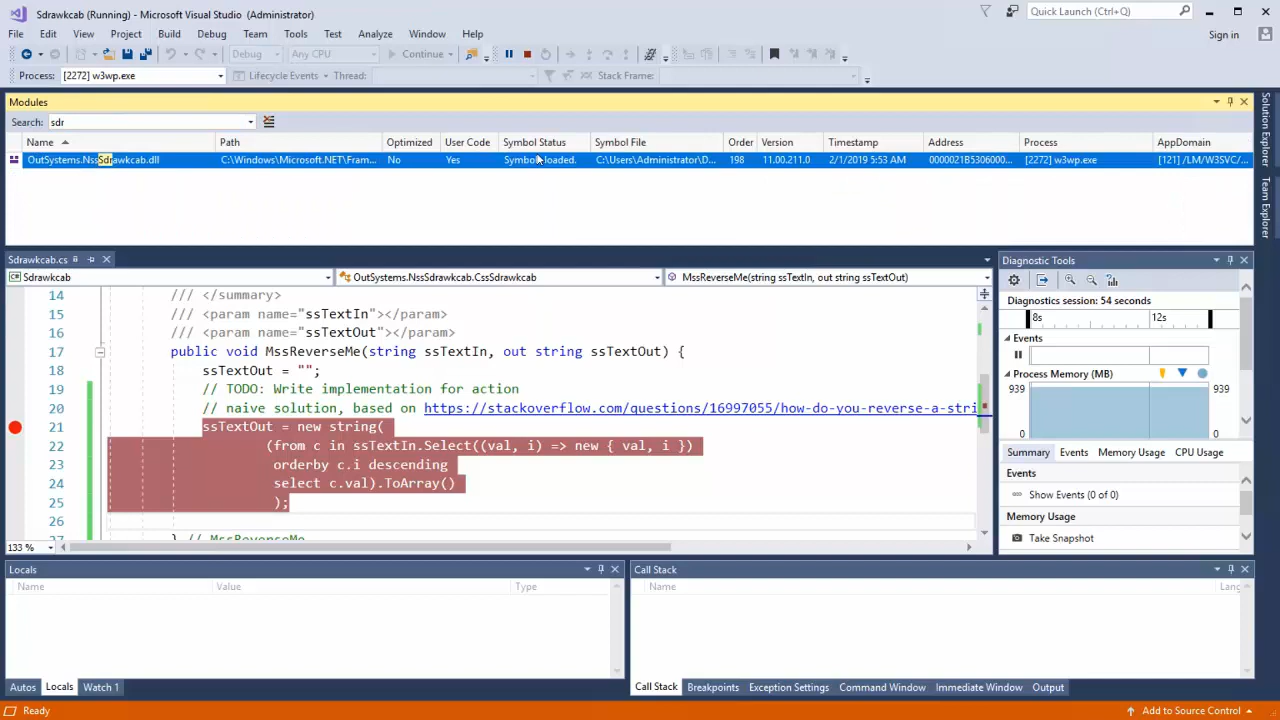 Sdrawkcab (Running) - Microsoft Visual Studio (Administrator)
Quick Launch (Ctrl+Q)
File Edit View Project Build Debug Team Tools Test Analyze Window Help
Sign in
Debug Any CPU Continue
Process: [2272] w3wp.exe Lifecycle Events Thread: Stack Frame:
Modules
Search: sdr
Name Path Optimized User Code Symbol Status Symbol File Order Version Timestamp Address Process AppDomain
OutSystems.NssSdrawkcab.dll C:\Windows\Microsoft.NET\Fram... No Yes Symbols loaded. C:\Users\Administrator\D... 198 11.00.211.0 2/1/2019 5:53 AM 0000021B5306000... [2272] w3wp.exe [121] /LM/W3SVC/...
Solution Explorer
Team Explorer
Sdrawkcab.cs
Sdrawkcab OutSystems.NssSdrawkcab.CssSdrawkcab MssReverseMe(string ssTextIn, out string ssTextOut)
14 /// </summary>
15 /// <param name="ssTextIn"></param>
16 /// <param name="ssTextOut"></param>
17 public void MssReverseMe(string ssTextIn, out string ssTextOut) {
18 ssTextOut = "";
19 // TODO: Write implementation for action
20 // naive solution, based on https://stackoverflow.com/questions/16997055/how-do-you-reverse-a-stri
21 ssTextOut = new string(
22 (from c in ssTextIn.Select((val, i) => new { val, i })
23 orderby c.i descending
24 select c.val).ToArray()
25 );
26
27 } // MssReverseMe
133 %
Diagnostic Tools
Diagnostics session: 54 seconds
8s 12s
Events
Process Memory (MB)
939 939
0 0
Summary Events Memory Usage CPU Usage
Events
Show Events (0 of 0)
Memory Usage
Take Snapshot
Locals
Name Value Type
Autos Locals Watch 1
Call Stack
Name Lang
Call Stack Breakpoints Exception Settings Command Window Immediate Window Output
Ready
Add to Source Control